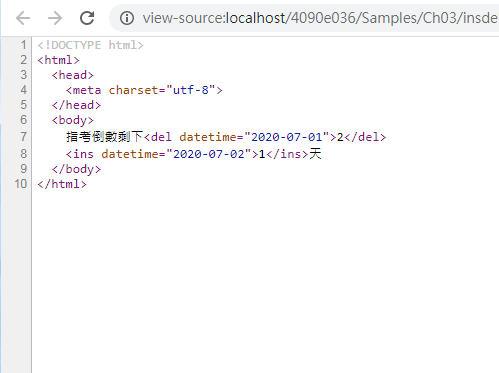 view-source:localhost/4090e036/Samples/Ch03/insde
1 <!DOCTYPE html>
2 <html>
3 <head>
4 <meta charset="utf-8">
5 </head>
6 <body>
7 指考倒數剩下<del datetime="2020-07-01">2</del>
8 <ins datetime="2020-07-02">1</ins>天
9 </body>
10 </html>